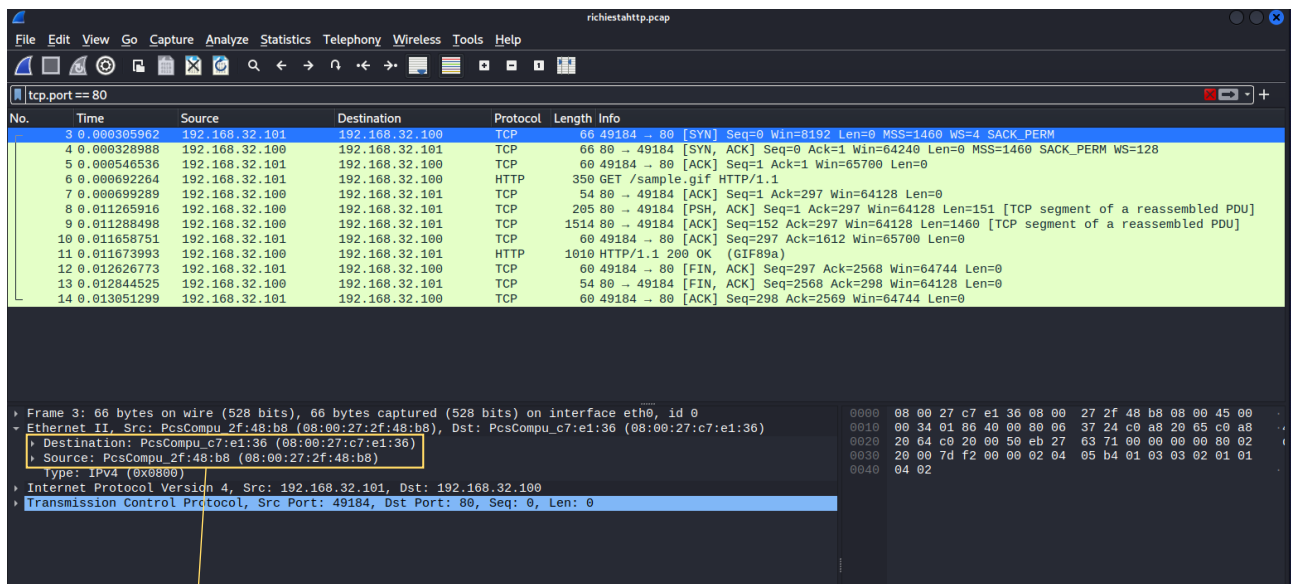 richiestahttp.pcap
File Edit View Go Capture Analyze Statistics Telephony Wireless Tools Help
tcp.port == 80
No. Time Source Destination Protocol Length Info
3 0.000305962 192.168.32.101 192.168.32.100 TCP 66 49184 → 80 [SYN] Seq=0 Win=8192 Len=0 MSS=1460 WS=4 SACK_PERM
4 0.000328988 192.168.32.100 192.168.32.101 TCP 66 80 → 49184 [SYN, ACK] Seq=0 Ack=1 Win=64240 Len=0 MSS=1460 SACK_PERM WS=128
5 0.000546536 192.168.32.101 192.168.32.100 TCP 60 49184 → 80 [ACK] Seq=1 Ack=1 Win=65700 Len=0
6 0.000692264 192.168.32.101 192.168.32.100 HTTP 350 GET /sample.gif HTTP/1.1
7 0.000699289 192.168.32.100 192.168.32.101 TCP 54 80 → 49184 [ACK] Seq=1 Ack=297 Win=64128 Len=0
8 0.011265916 192.168.32.100 192.168.32.101 TCP 205 80 → 49184 [PSH, ACK] Seq=1 Ack=297 Win=64128 Len=151 [TCP segment of a reassembled PDU]
9 0.011288498 192.168.32.100 192.168.32.101 TCP 1514 80 → 49184 [ACK] Seq=152 Ack=297 Win=64128 Len=1460 [TCP segment of a reassembled PDU]
10 0.011658751 192.168.32.101 192.168.32.100 TCP 60 49184 → 80 [ACK] Seq=297 Ack=1612 Win=65700 Len=0
11 0.011673993 192.168.32.100 192.168.32.101 HTTP 1010 HTTP/1.1 200 OK (GIF89a)
12 0.012626773 192.168.32.101 192.168.32.100 TCP 60 49184 → 80 [FIN, ACK] Seq=297 Ack=2568 Win=64744 Len=0
13 0.012844525 192.168.32.100 192.168.32.101 TCP 54 80 → 49184 [FIN, ACK] Seq=2568 Ack=298 Win=64128 Len=0
14 0.013051299 192.168.32.101 192.168.32.100 TCP 60 49184 → 80 [ACK] Seq=298 Ack=2569 Win=64744 Len=0
Frame 3: 66 bytes on wire (528 bits), 66 bytes captured (528 bits) on interface eth0, id 0
Ethernet II, Src: PcsCompu_2f:48:b8 (08:00:27:2f:48:b8), Dst: PcsCompu_c7:e1:36 (08:00:27:c7:e1:36)
Destination: PcsCompu_c7:e1:36 (08:00:27:c7:e1:36)
Source: PcsCompu_2f:48:b8 (08:00:27:2f:48:b8)
Type: IPv4 (0x0800)
Internet Protocol Version 4, Src: 192.168.32.101, Dst: 192.168.32.100
Transmission Control Protocol, Src Port: 49184, Dst Port: 80, Seq: 0, Len: 0
0000 08 00 27 c7 e1 36 08 00 27 2f 48 b8 08 00 45 00
0010 00 34 01 86 40 00 80 06 37 24 c0 a8 20 65 c0 a8
0020 20 64 c0 20 00 50 eb 27 63 71 00 00 00 00 80 02
0030 20 00 7d f2 00 00 02 04 05 b4 01 03 03 02 01 01
0040 04 02